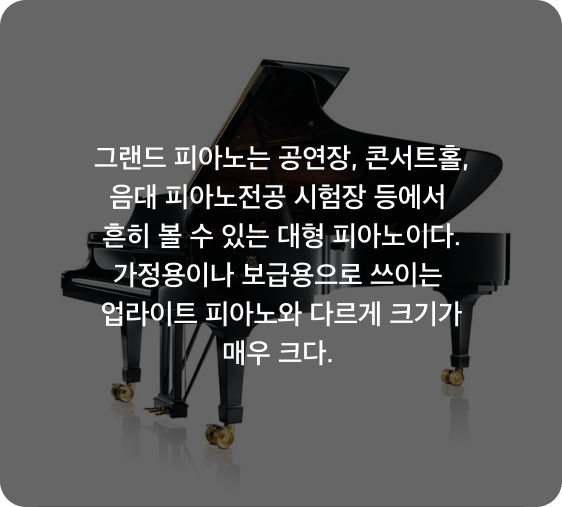 그랜드 피아노는 공연장, 콘서트홀,
음대 피아노전공 시험장 등에서
흔히 볼 수 있는 대형 피아노이다.
가정용이나 보급용으로 쓰이는
업라이트 피아노와 다르게 크기가
매우 크다.